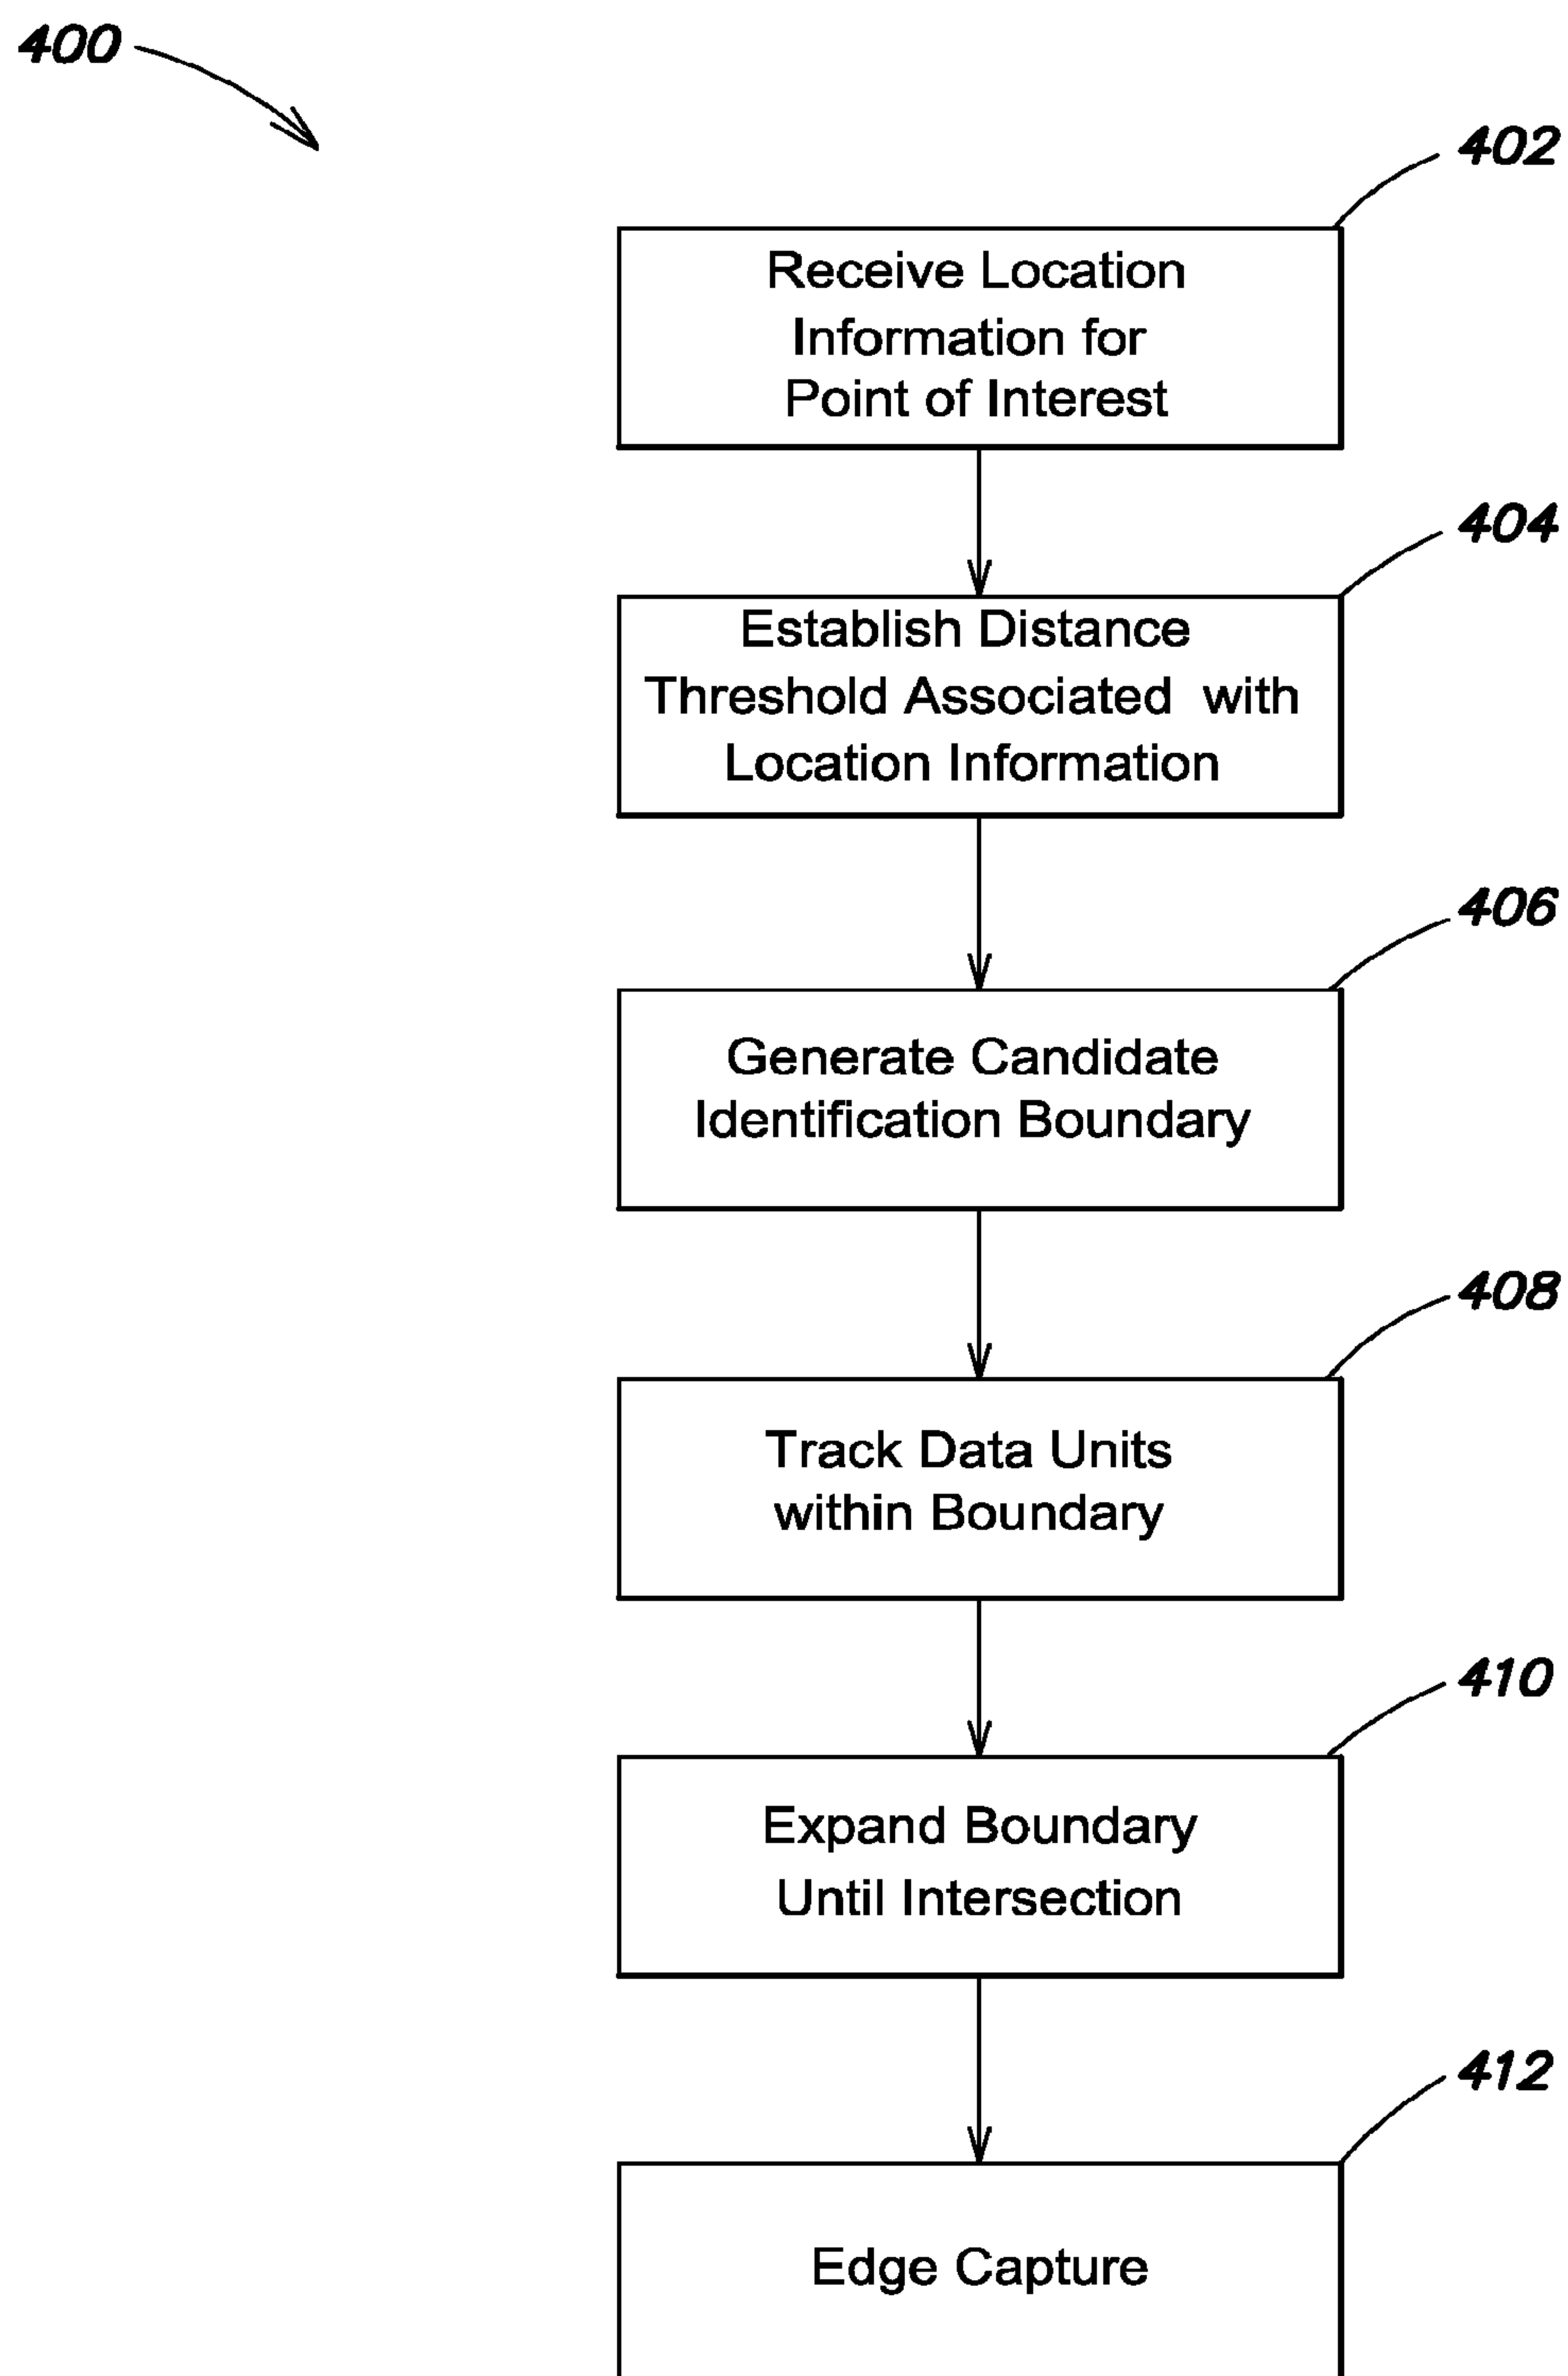 400
402
Receive Location
Information for
Point of Interest
404
Establish Distance
Threshold Associated with
Location Information
406
Generate Candidate
Identification Boundary
408
Track Data Units
within Boundary
410
Expand Boundary
Until Intersection
412
Edge Capture